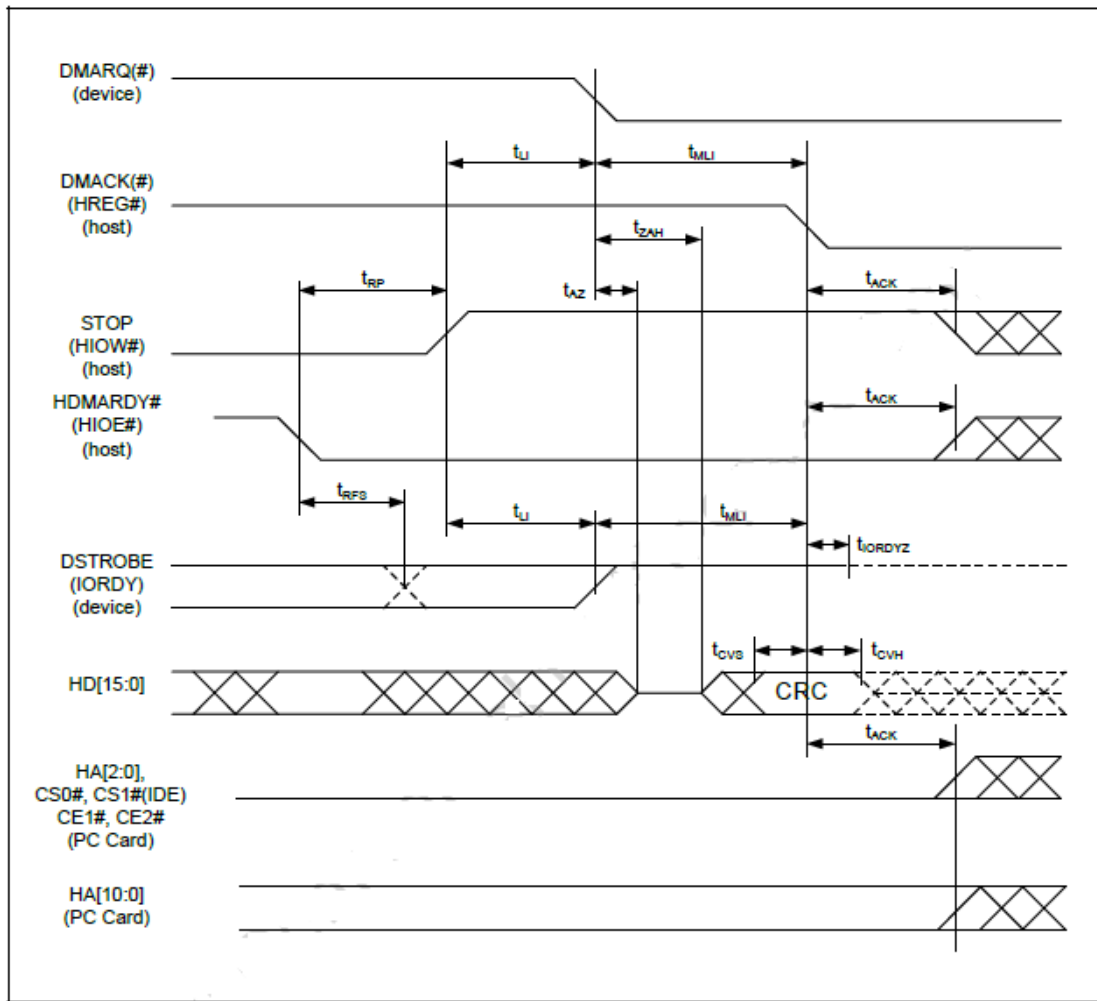 DMARQ(#)
(device)
tLI
tMLI
DMACK(#)
(HREG#)
(host)
tZAH
tRP
tAZ
tACK
STOP
(HIOW#)
(host)
HDMARDY#
(HIOE#)
(host)
tACK
tRFS
tLI
tMLI
tIORDYZ
DSTROBE
(IORDY)
(device)
tCVS
tCVH
HD[15:0]
CRC
tACK
HA[2:0],
CS0#, CS1#(IDE)
CE1#, CE2#
(PC Card)
HA[10:0]
(PC Card)